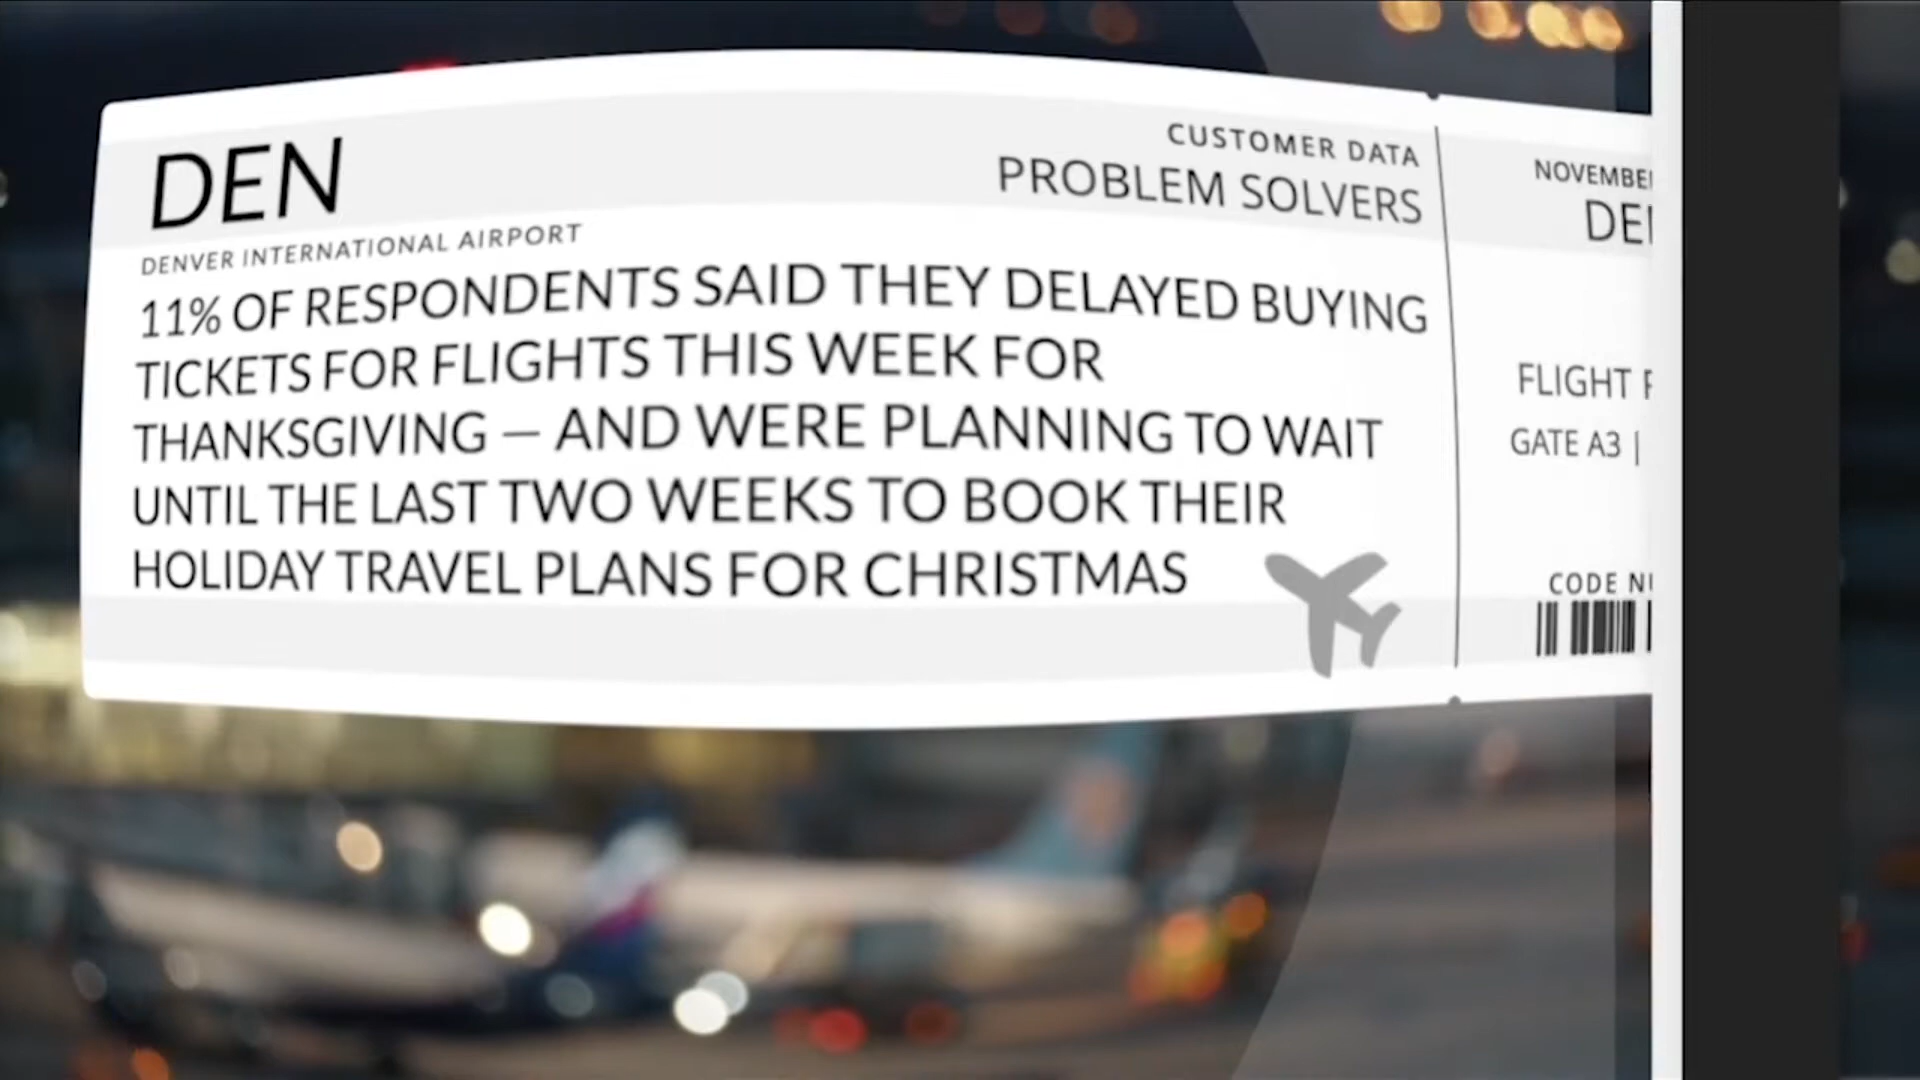 DEN
DENVER INTERNATIONAL AIRPORT
CUSTOMER DATA
PROBLEM SOLVERS
11% OF RESPONDENTS SAID THEY DELAYED BUYING
TICKETS FOR FLIGHTS THIS WEEK FOR
THANKSGIVING — AND WERE PLANNING TO WAIT
UNTIL THE LAST TWO WEEKS TO BOOK THEIR
HOLIDAY TRAVEL PLANS FOR CHRISTMAS
FLIGHT
GATE A3 |
CODE